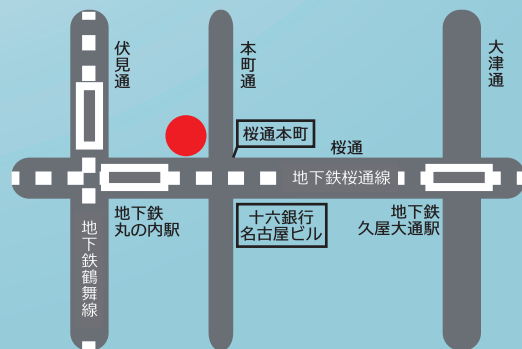 伏見通
本町通
大津通
桜通本町
桜通
地下鉄桜通線
地下鉄
丸の内駅
十六銀行
名古屋ビル
地下鉄
久屋大通駅
地下鉄鶴舞線